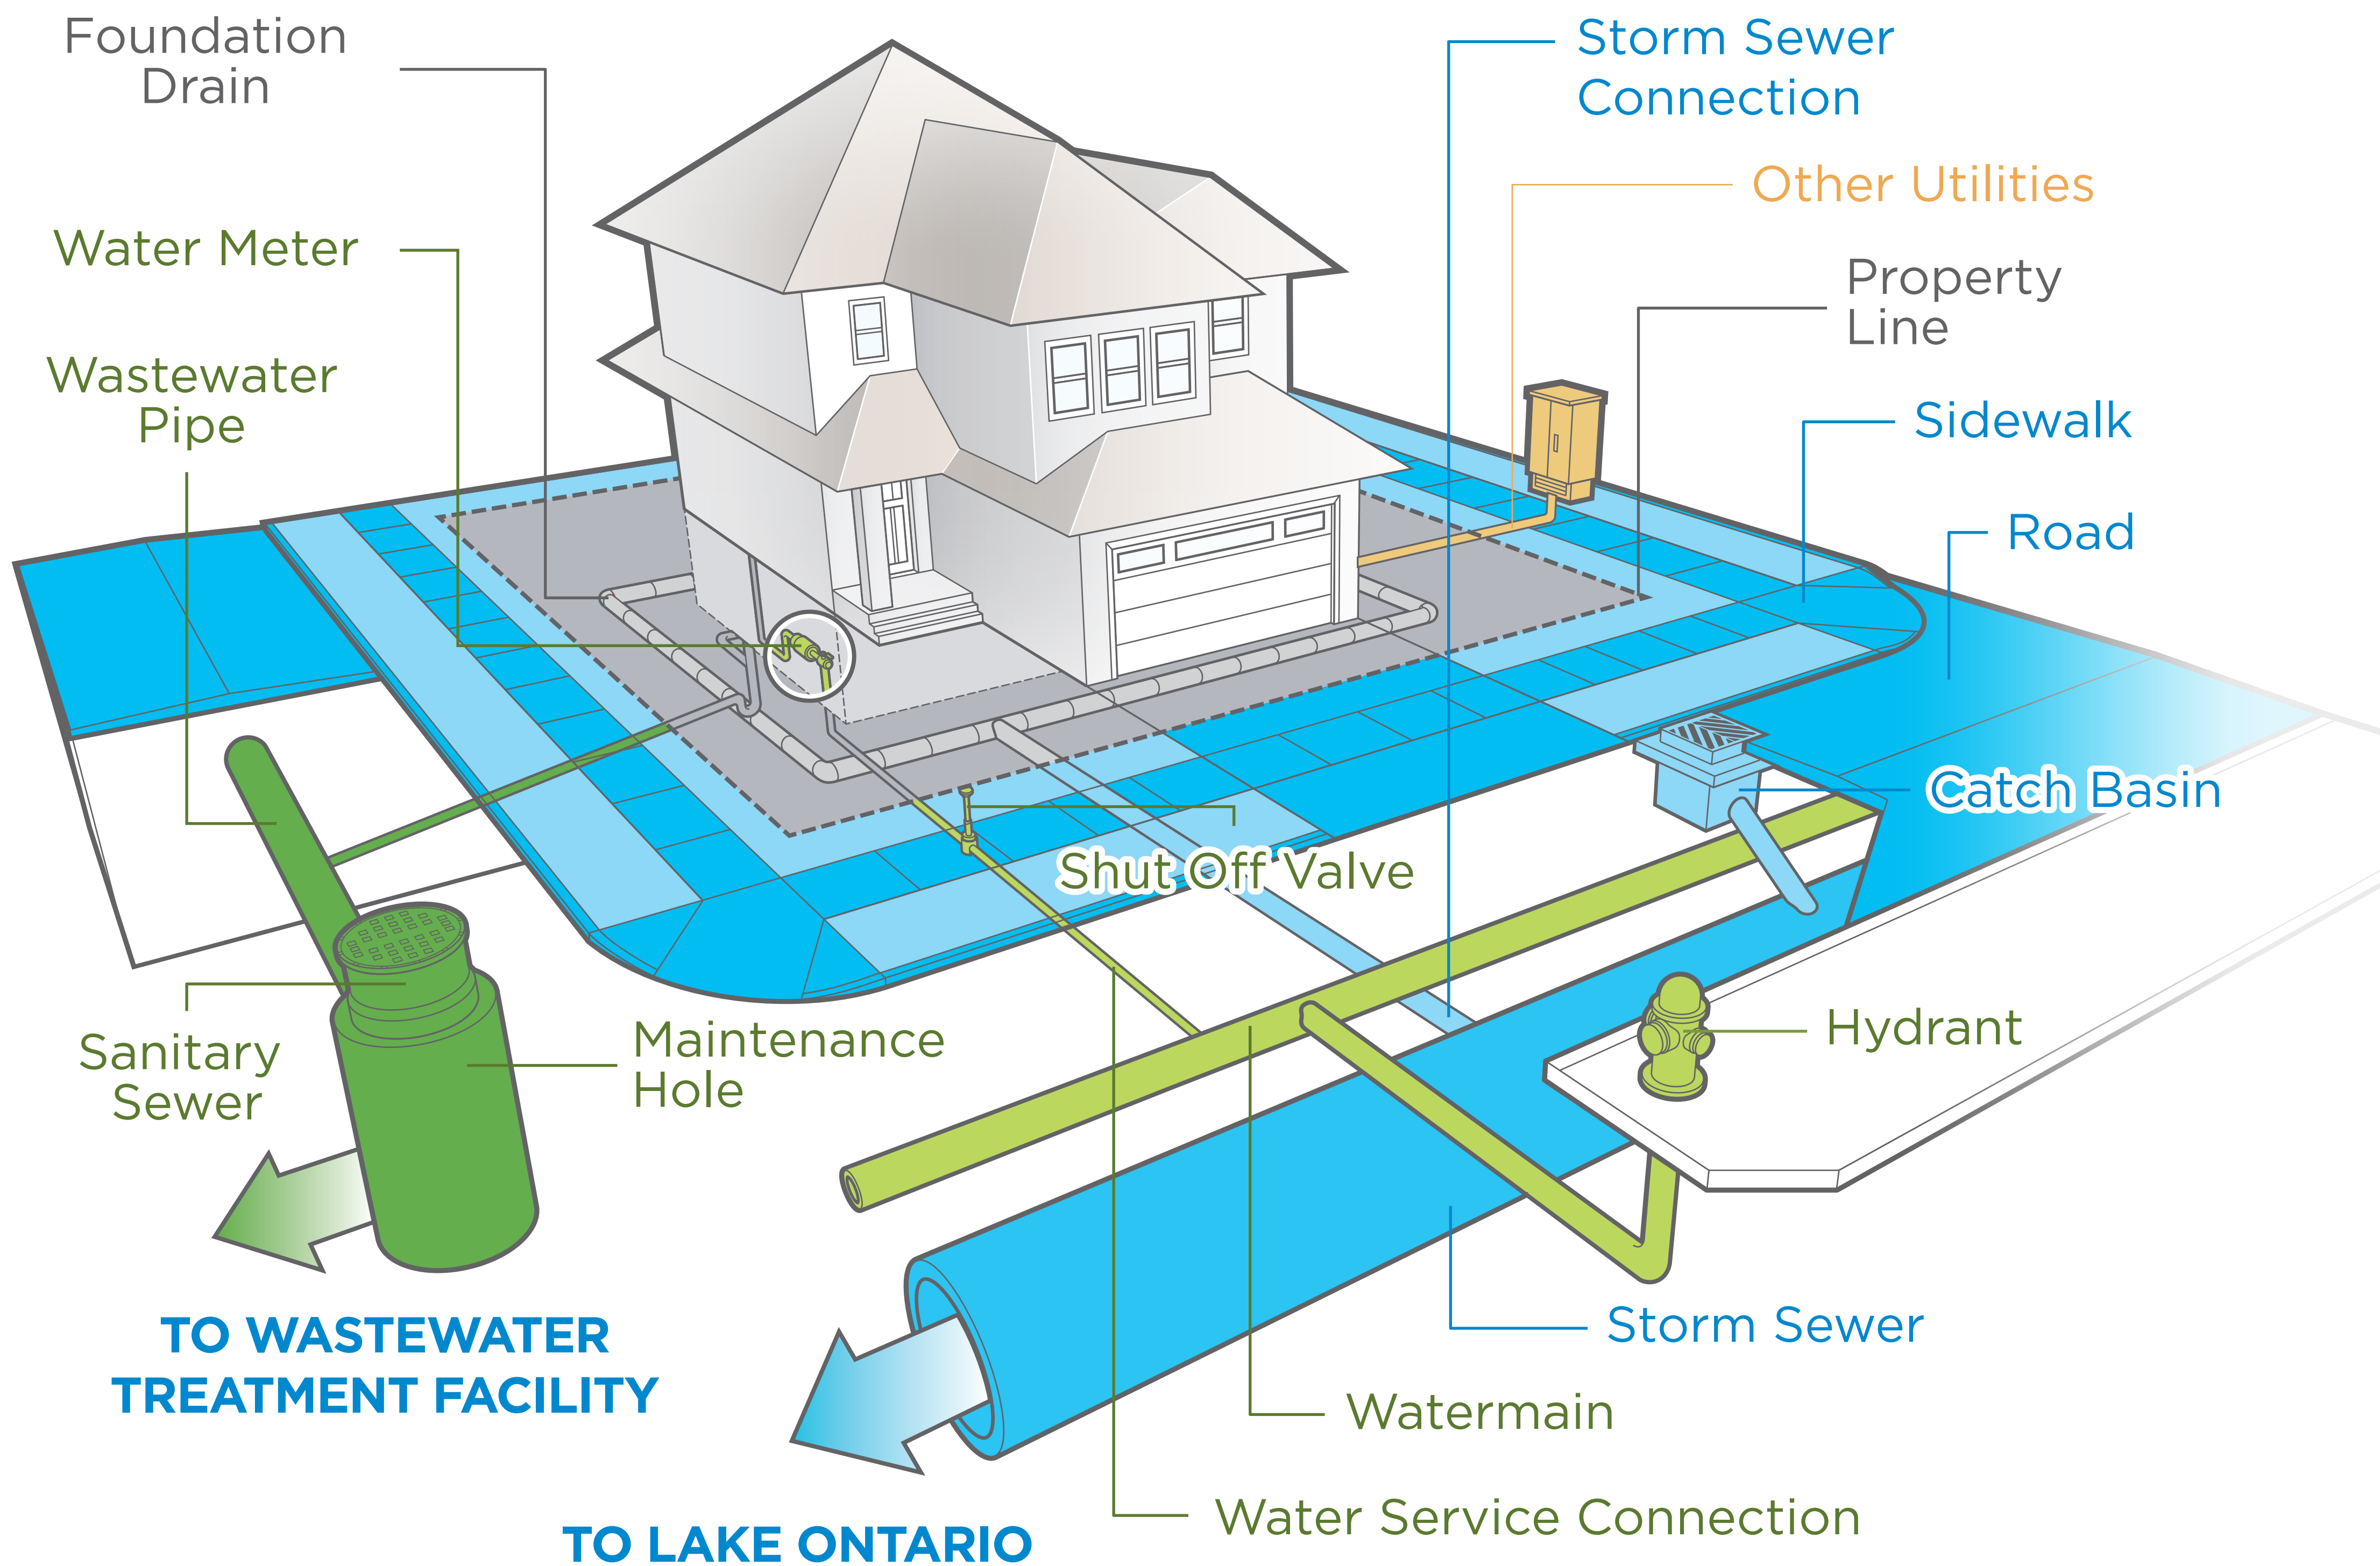 Foundation
Drain
Storm Sewer
Connection
Other Utilities
Water Meter
Property
Line
Wastewater
Pipe
Sidewalk
Road
Catch Basin
Shut Off Valve
Sanitary
Sewer
Maintenance
Hole
Hydrant
TO WASTEWATER
TREATMENT FACILITY
Storm Sewer
Watermain
Water Service Connection
TO LAKE ONTARIO